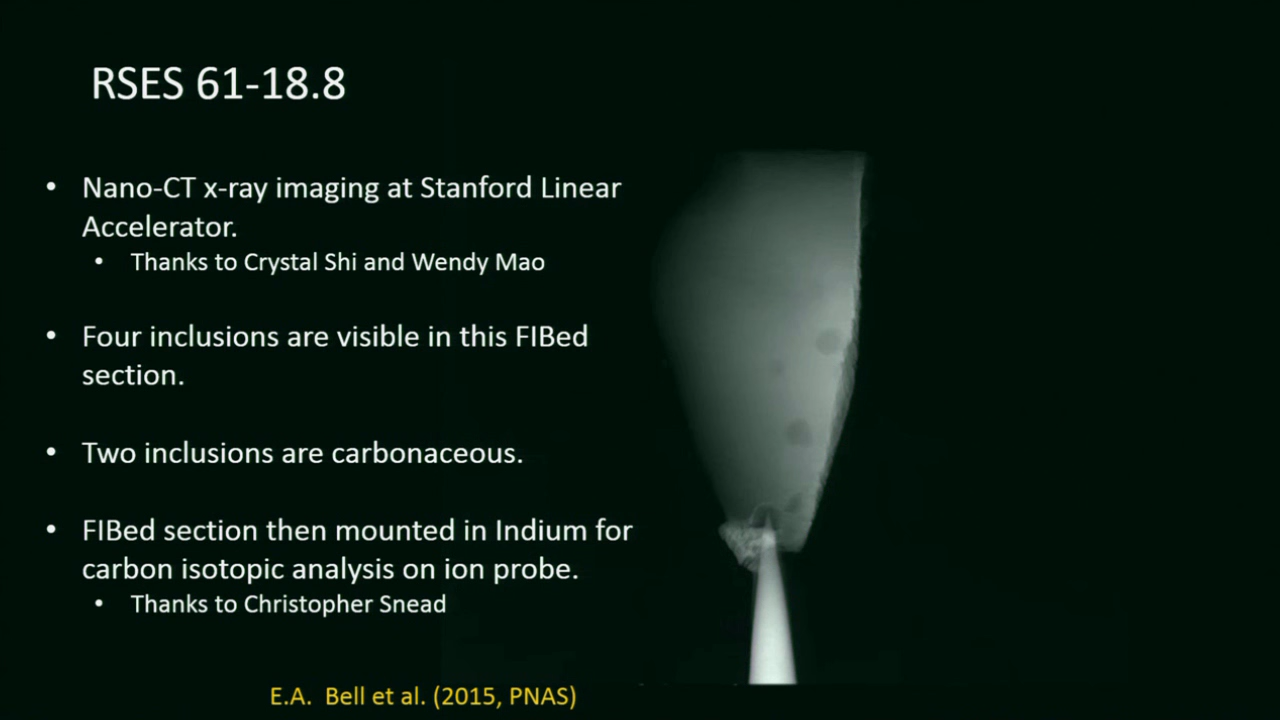 RSES 61-18.8
• Nano-CT x-ray imaging at Stanford Linear
Accelerator.
• Thanks to Crystal Shi and Wendy Mao
• Four inclusions are visible in this FIBed
section.
• Two inclusions are carbonaceous.
• FIBed section then mounted in Indium for
carbon isotopic analysis on ion probe.
• Thanks to Christopher Snead
E.A. Bell et al. (2015, PNAS)